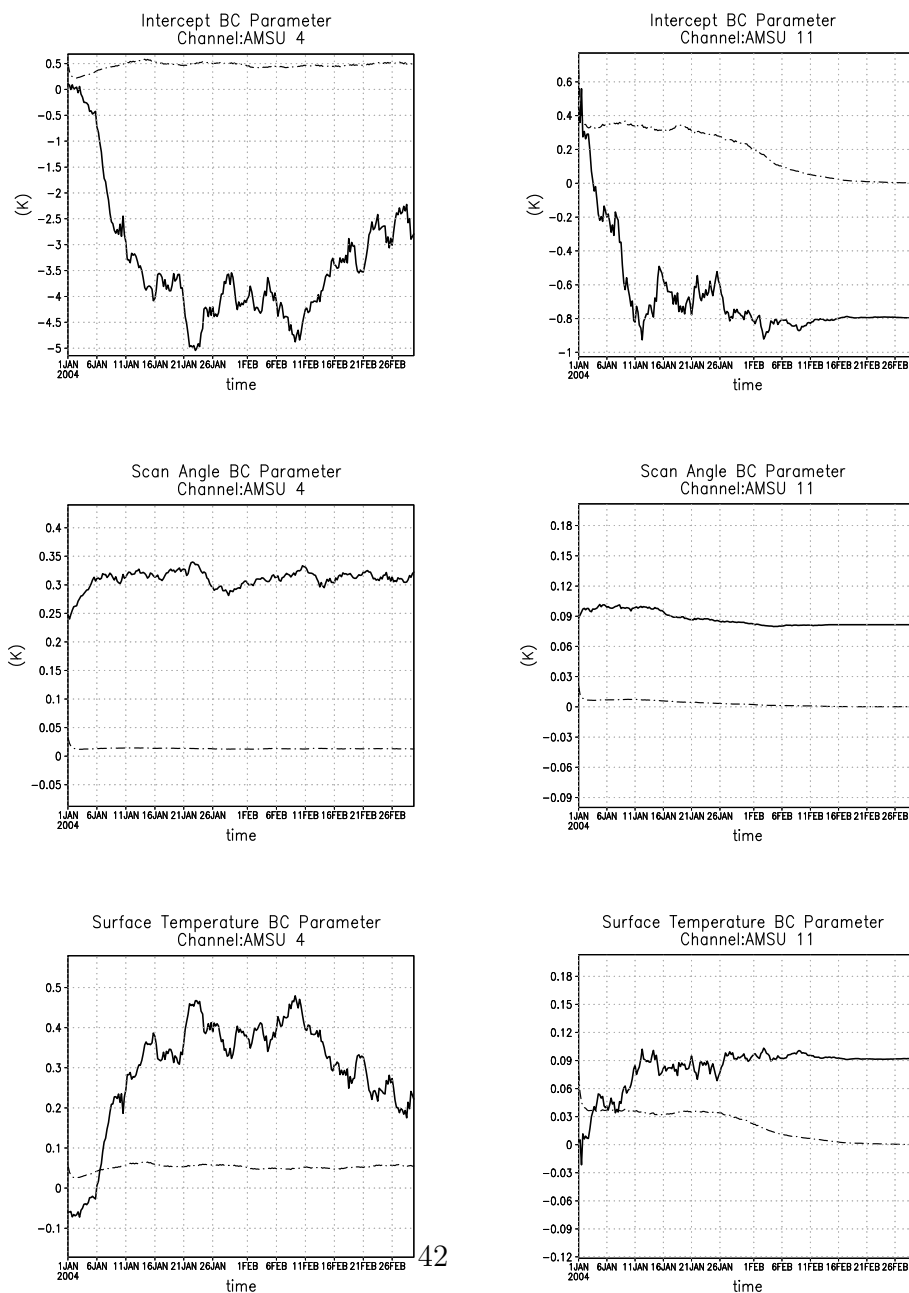 Intercept BC Parameter
Channel:AMSU 4
0.5
0
−0.5
−1
−1.5
−2
−2.5
−3
−3.5
−4
−4.5
−5
(K)
1JAN 6JAN 11JAN 16JAN 21JAN 26JAN 1FEB 6FEB 11FEB 16FEB 21FEB 26FEB
2004
time
Intercept BC Parameter
Channel:AMSU 11
0.6
0.4
0.2
0
−0.2
−0.4
−0.6
−0.8
−1
(K)
1JAN 6JAN 11JAN 16JAN 21JAN 26JAN 1FEB 6FEB 11FEB 16FEB 21FEB 26FEB
2004
time
Scan Angle BC Parameter
Channel:AMSU 4
0.4
0.35
0.3
0.25
0.2
0.15
0.1
0.05
0
−0.05
(K)
1JAN 6JAN 11JAN 16JAN 21JAN 26JAN 1FEB 6FEB 11FEB 16FEB 21FEB 26FEB
2004
time
Scan Angle BC Parameter
Channel:AMSU 11
0.18
0.15
0.12
0.09
0.06
0.03
0
−0.03
−0.06
−0.09
(K)
1JAN 6JAN 11JAN 16JAN 21JAN 26JAN 1FEB 6FEB 11FEB 16FEB 21FEB 26FEB
2004
time
Surface Temperature BC Parameter
Channel:AMSU 4
0.5
0.4
0.3
0.2
0.1
0
−0.1
1JAN 6JAN 11JAN 16JAN 21JAN 26JAN 1FEB 6FEB 11FEB 16FEB 21FEB 26FEB
2004
time
Surface Temperature BC Parameter
Channel:AMSU 11
0.18
0.15
0.12
0.09
0.06
0.03
0
−0.03
−0.06
−0.09
−0.12
1JAN 6JAN 11JAN 16JAN 21JAN 26JAN 1FEB 6FEB 11FEB 16FEB 21FEB 26FEB
2004
time
42